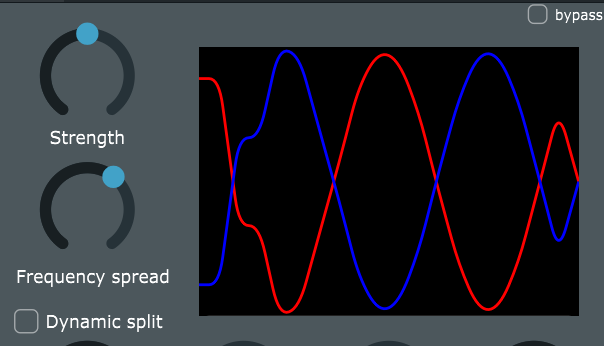 bypass
Strength
Frequency spread
Dynamic split